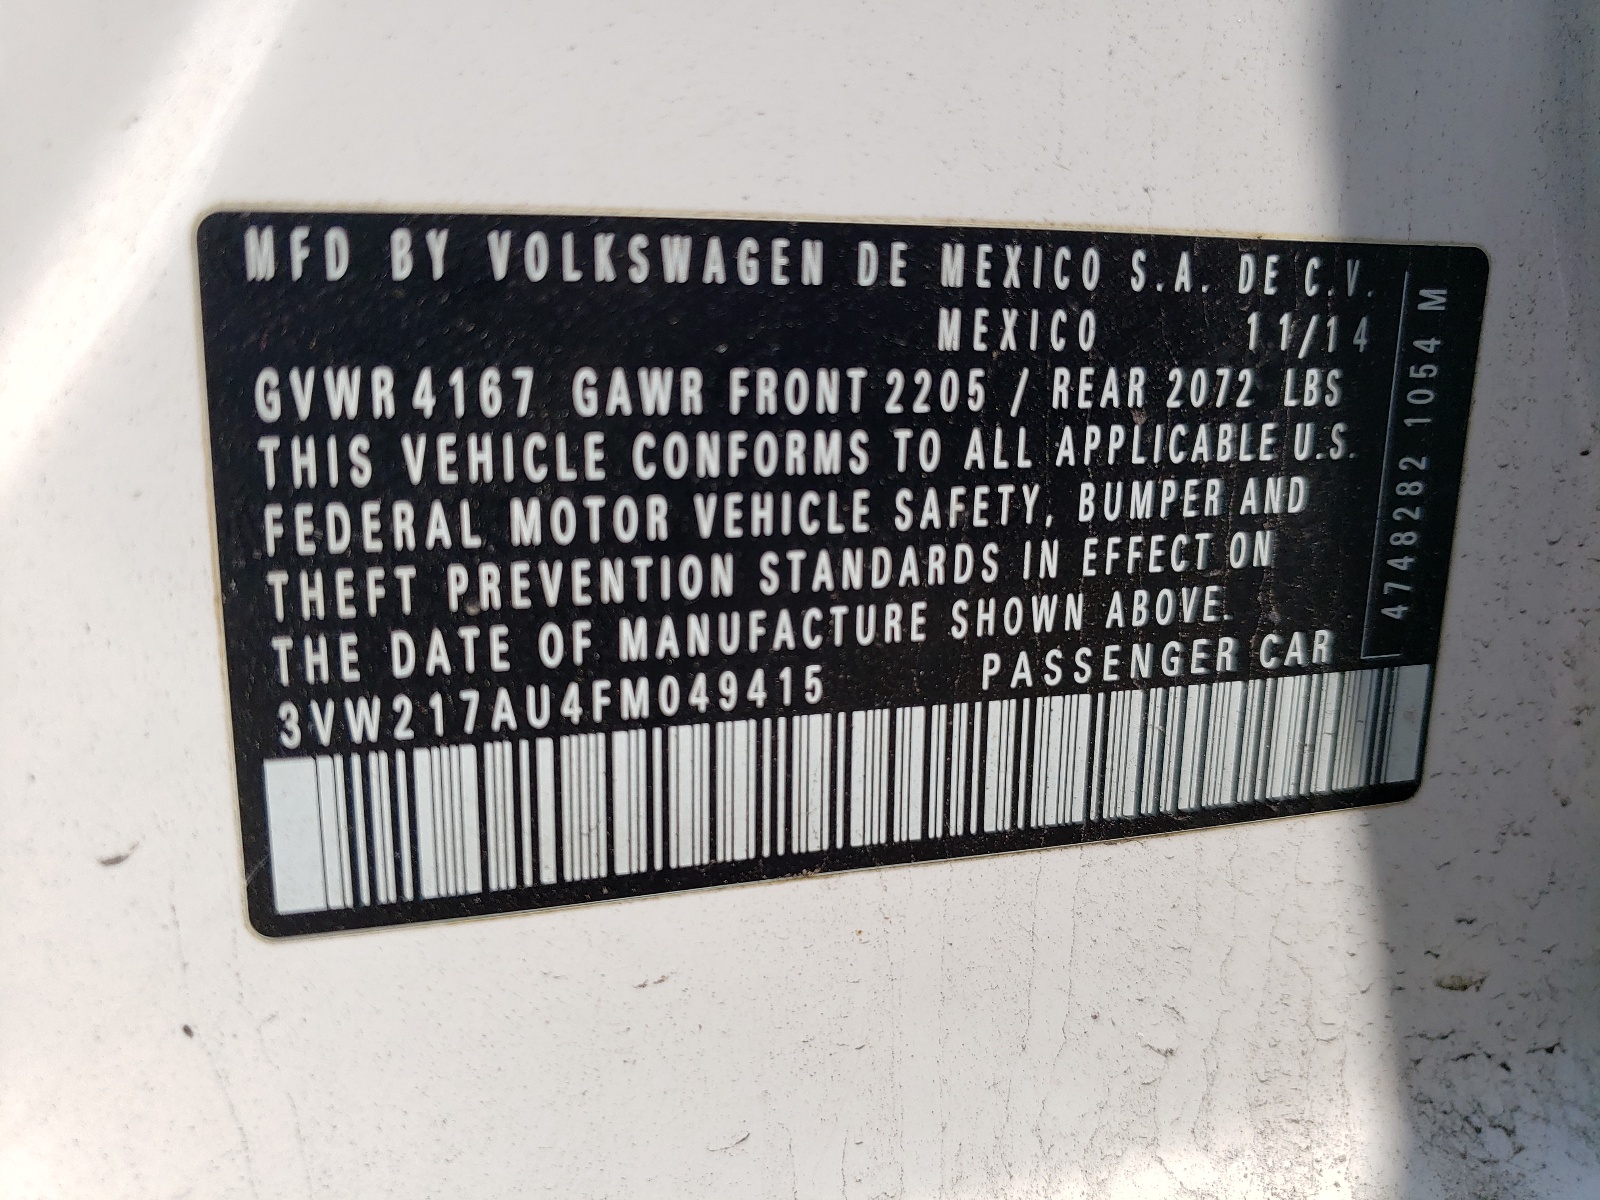 MFD BY VOLKSWAGEN DE MEXICO S.A. DE C.V.
MEXICO 11/14
GVWR 4167 GAWR FRONT 2205 / REAR 2072 LBS
THIS VEHICLE CONFORMS TO ALL APPLICABLE U.S.
FEDERAL MOTOR VEHICLE SAFETY, BUMPER AND
THEFT PREVENTION STANDARDS IN EFFECT ON
THE DATE OF MANUFACTURE SHOWN ABOVE.
3VW217AU4FM049415 PASSENGER CAR
4748282 1054 M